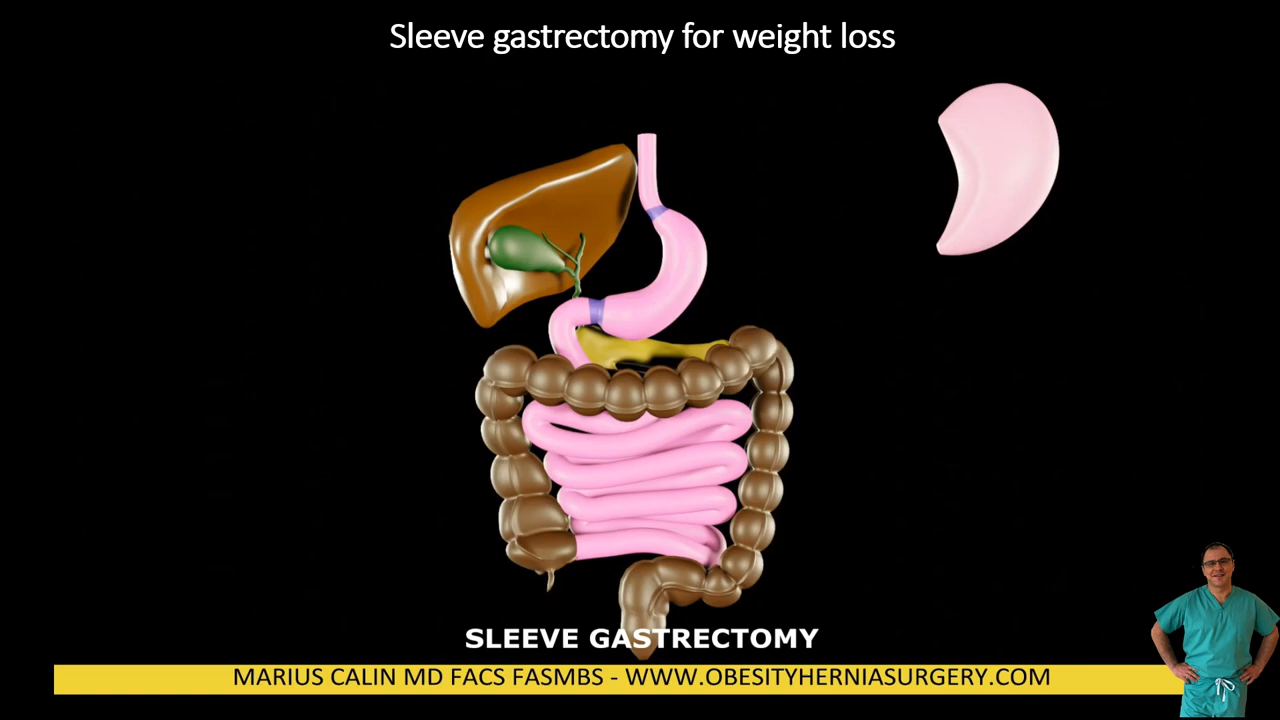 Sleeve gastrectomy for weight loss
SLEEVE GASTRECTOMY
MARIUS CALIN MD FACS FASMBS - WWW.OBESITYHERNIASURGERY.COM